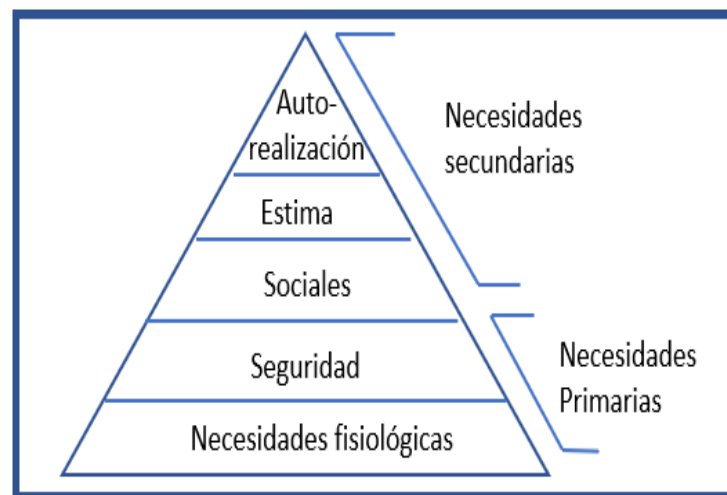 Auto-
realización
Estima
Sociales
Seguridad
Necesidades fisiológicas
Necesidades
secundarias
Necesidades
Primarias